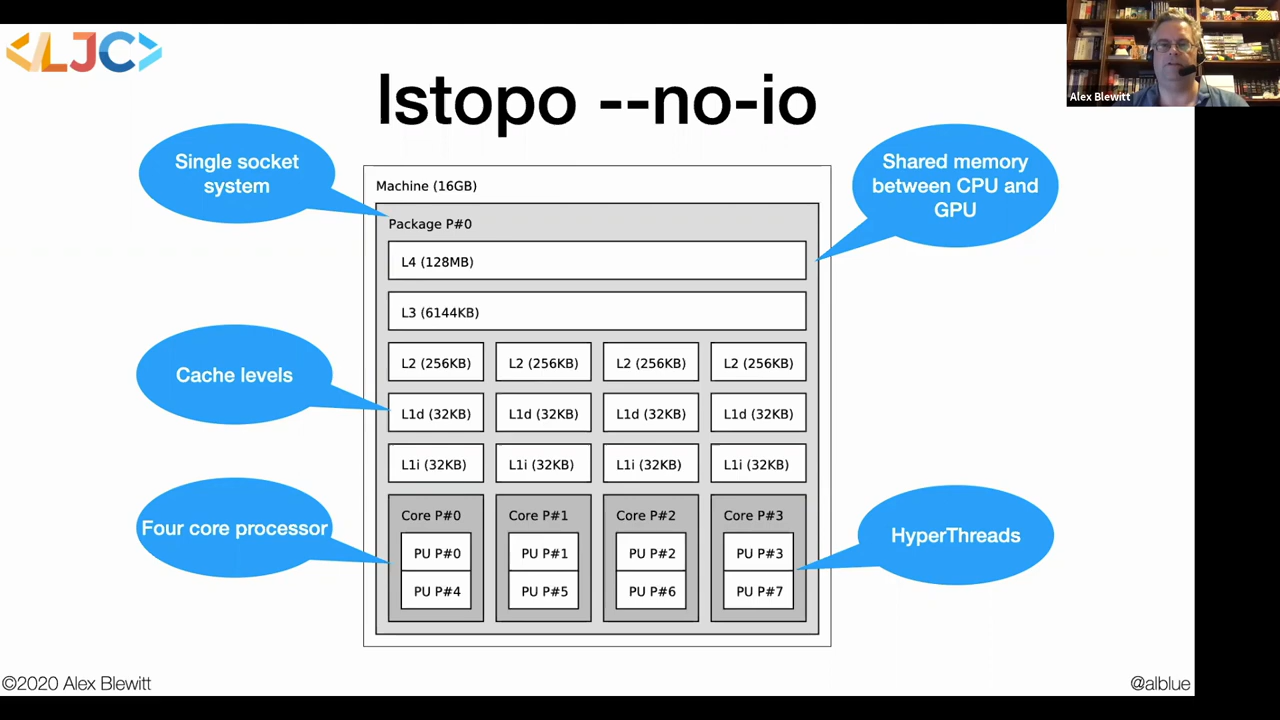 <LJC>
Alex Blewitt
lstopo --no-io
Single socket
system
Shared memory
between CPU and
GPU
Machine (16GB)
Package P#0
L4 (128MB)
L3 (6144KB)
L2 (256KB) L2 (256KB) L2 (256KB) L2 (256KB)
Cache levels
L1d (32KB) L1d (32KB) L1d (32KB) L1d (32KB)
L1i (32KB) L1i (32KB) L1i (32KB) L1i (32KB)
Four core processor
Core P#0 Core P#1 Core P#2 Core P#3
HyperThreads
PU P#0 PU P#1 PU P#2 PU P#3
PU P#4 PU P#5 PU P#6 PU P#7
©2020 Alex Blewitt
@alblue